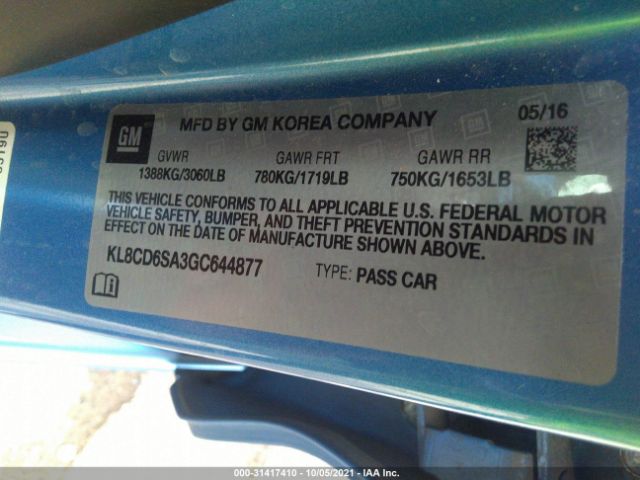 GM
MFD BY GM KOREA COMPANY
05/16
GVWR GAWR FRT GAWR RR
1388KG/3060LB 780KG/1719LB 750KG/1653LB
THIS VEHICLE CONFORMS TO ALL APPLICABLE U.S. FEDERAL MOTOR
VEHICLE SAFETY, BUMPER, AND THEFT PREVENTION STANDARDS IN
EFFECT ON THE DATE OF MANUFACTURE SHOWN ABOVE.
KL8CD6SA3GC644877
TYPE: PASS CAR
000-31417410 - 10/05/2021 - IAA Inc.